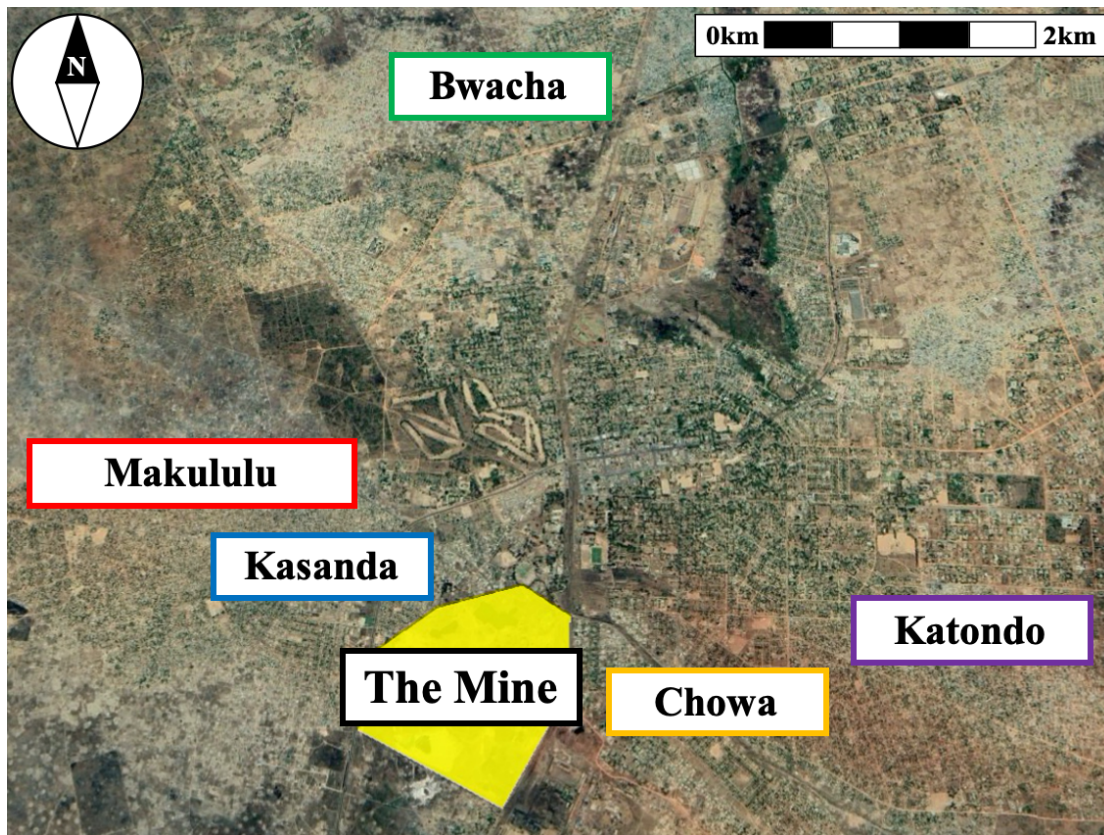 N
0km 2km
Bwacha
Makululu
Kasanda
Katondo
The Mine
Chowa